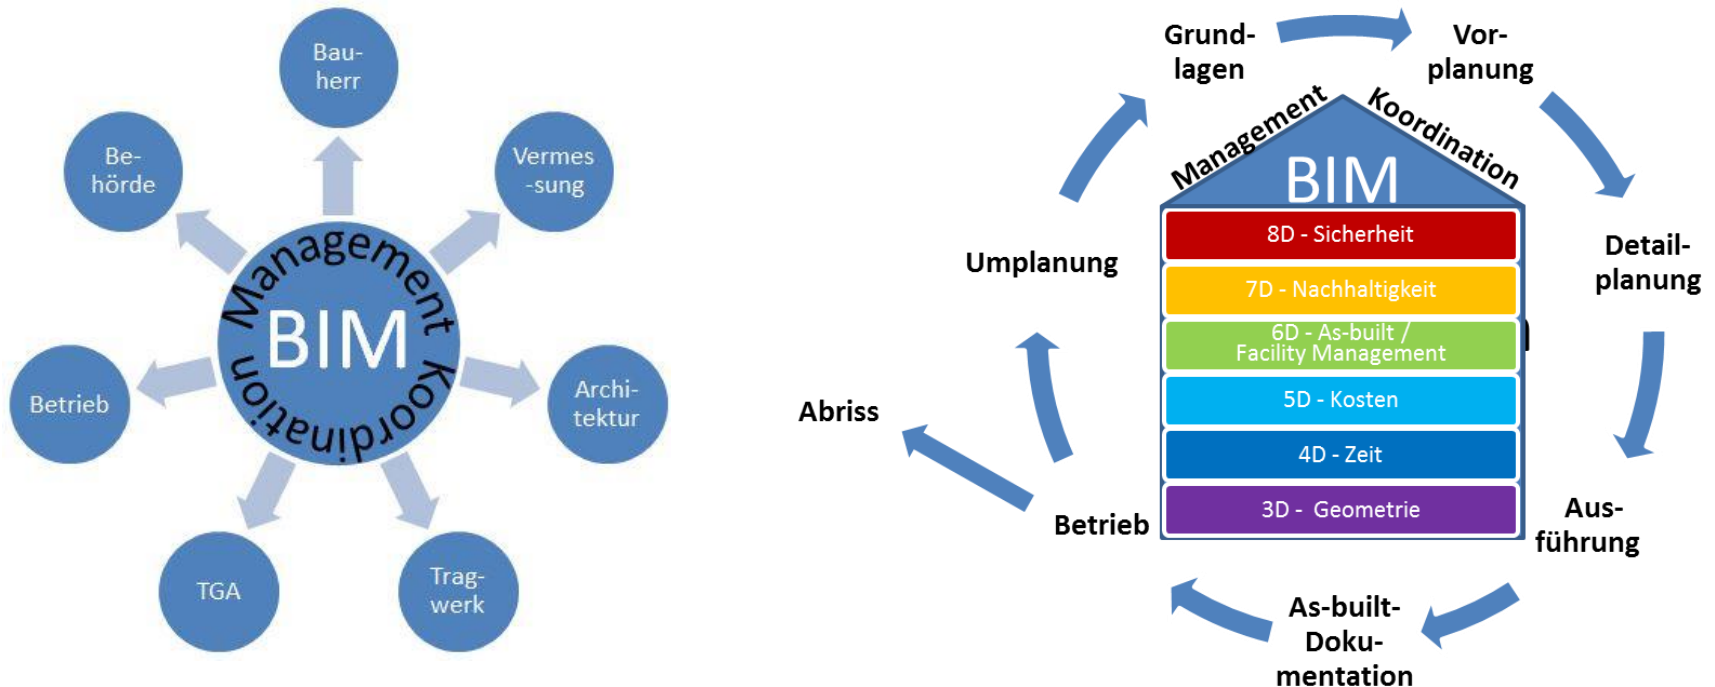 Bau-
herr
Vermes
-sung
Archi-
tektur
Trag-
werk
TGA
Betrieb
Be-
hörde
Management
BIM
Koordination
Grund-
lagen
Vor-
planung
Detail-
planung
Aus-
führung
As-built-
Doku-
mentation
Betrieb
Abriss
Umplanung
Management
Koordination
BIM
8D - Sicherheit
7D - Nachhaltigkeit
6D - As-built /
Facility Management
5D - Kosten
4D - Zeit
3D -  Geometrie